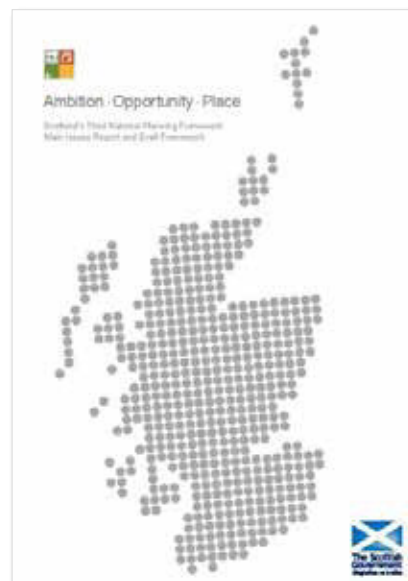 Ambition · Opportunity · Place
Scotland's Third National Planning Framework
Main Issues Report and Draft Framework
The Scottish
Government